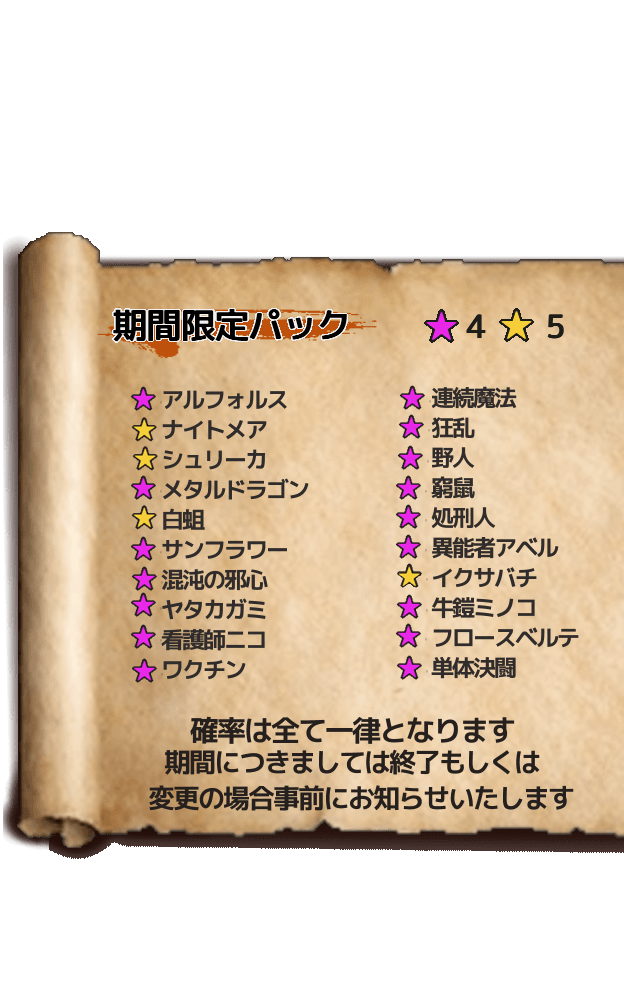 期間限定パック
★4 ★5
★アルフォルス
★ナイトメア
★シュリーカ
★メタルドラゴン
★白蛆
★サンフラワー
★混沌の邪心
★ヤタカガミ
★看護師ニコ
★ワクチン
★連続魔法
★狂乱
★野人
★窮鼠
★処刑人
★異能者アベル
★イクサバチ
★牛鎧ミノコ
★フロースベルテ
★単体決闘
確率は全て一律となります
期間につきましては終了もしくは
変更の場合事前にお知らせいたします